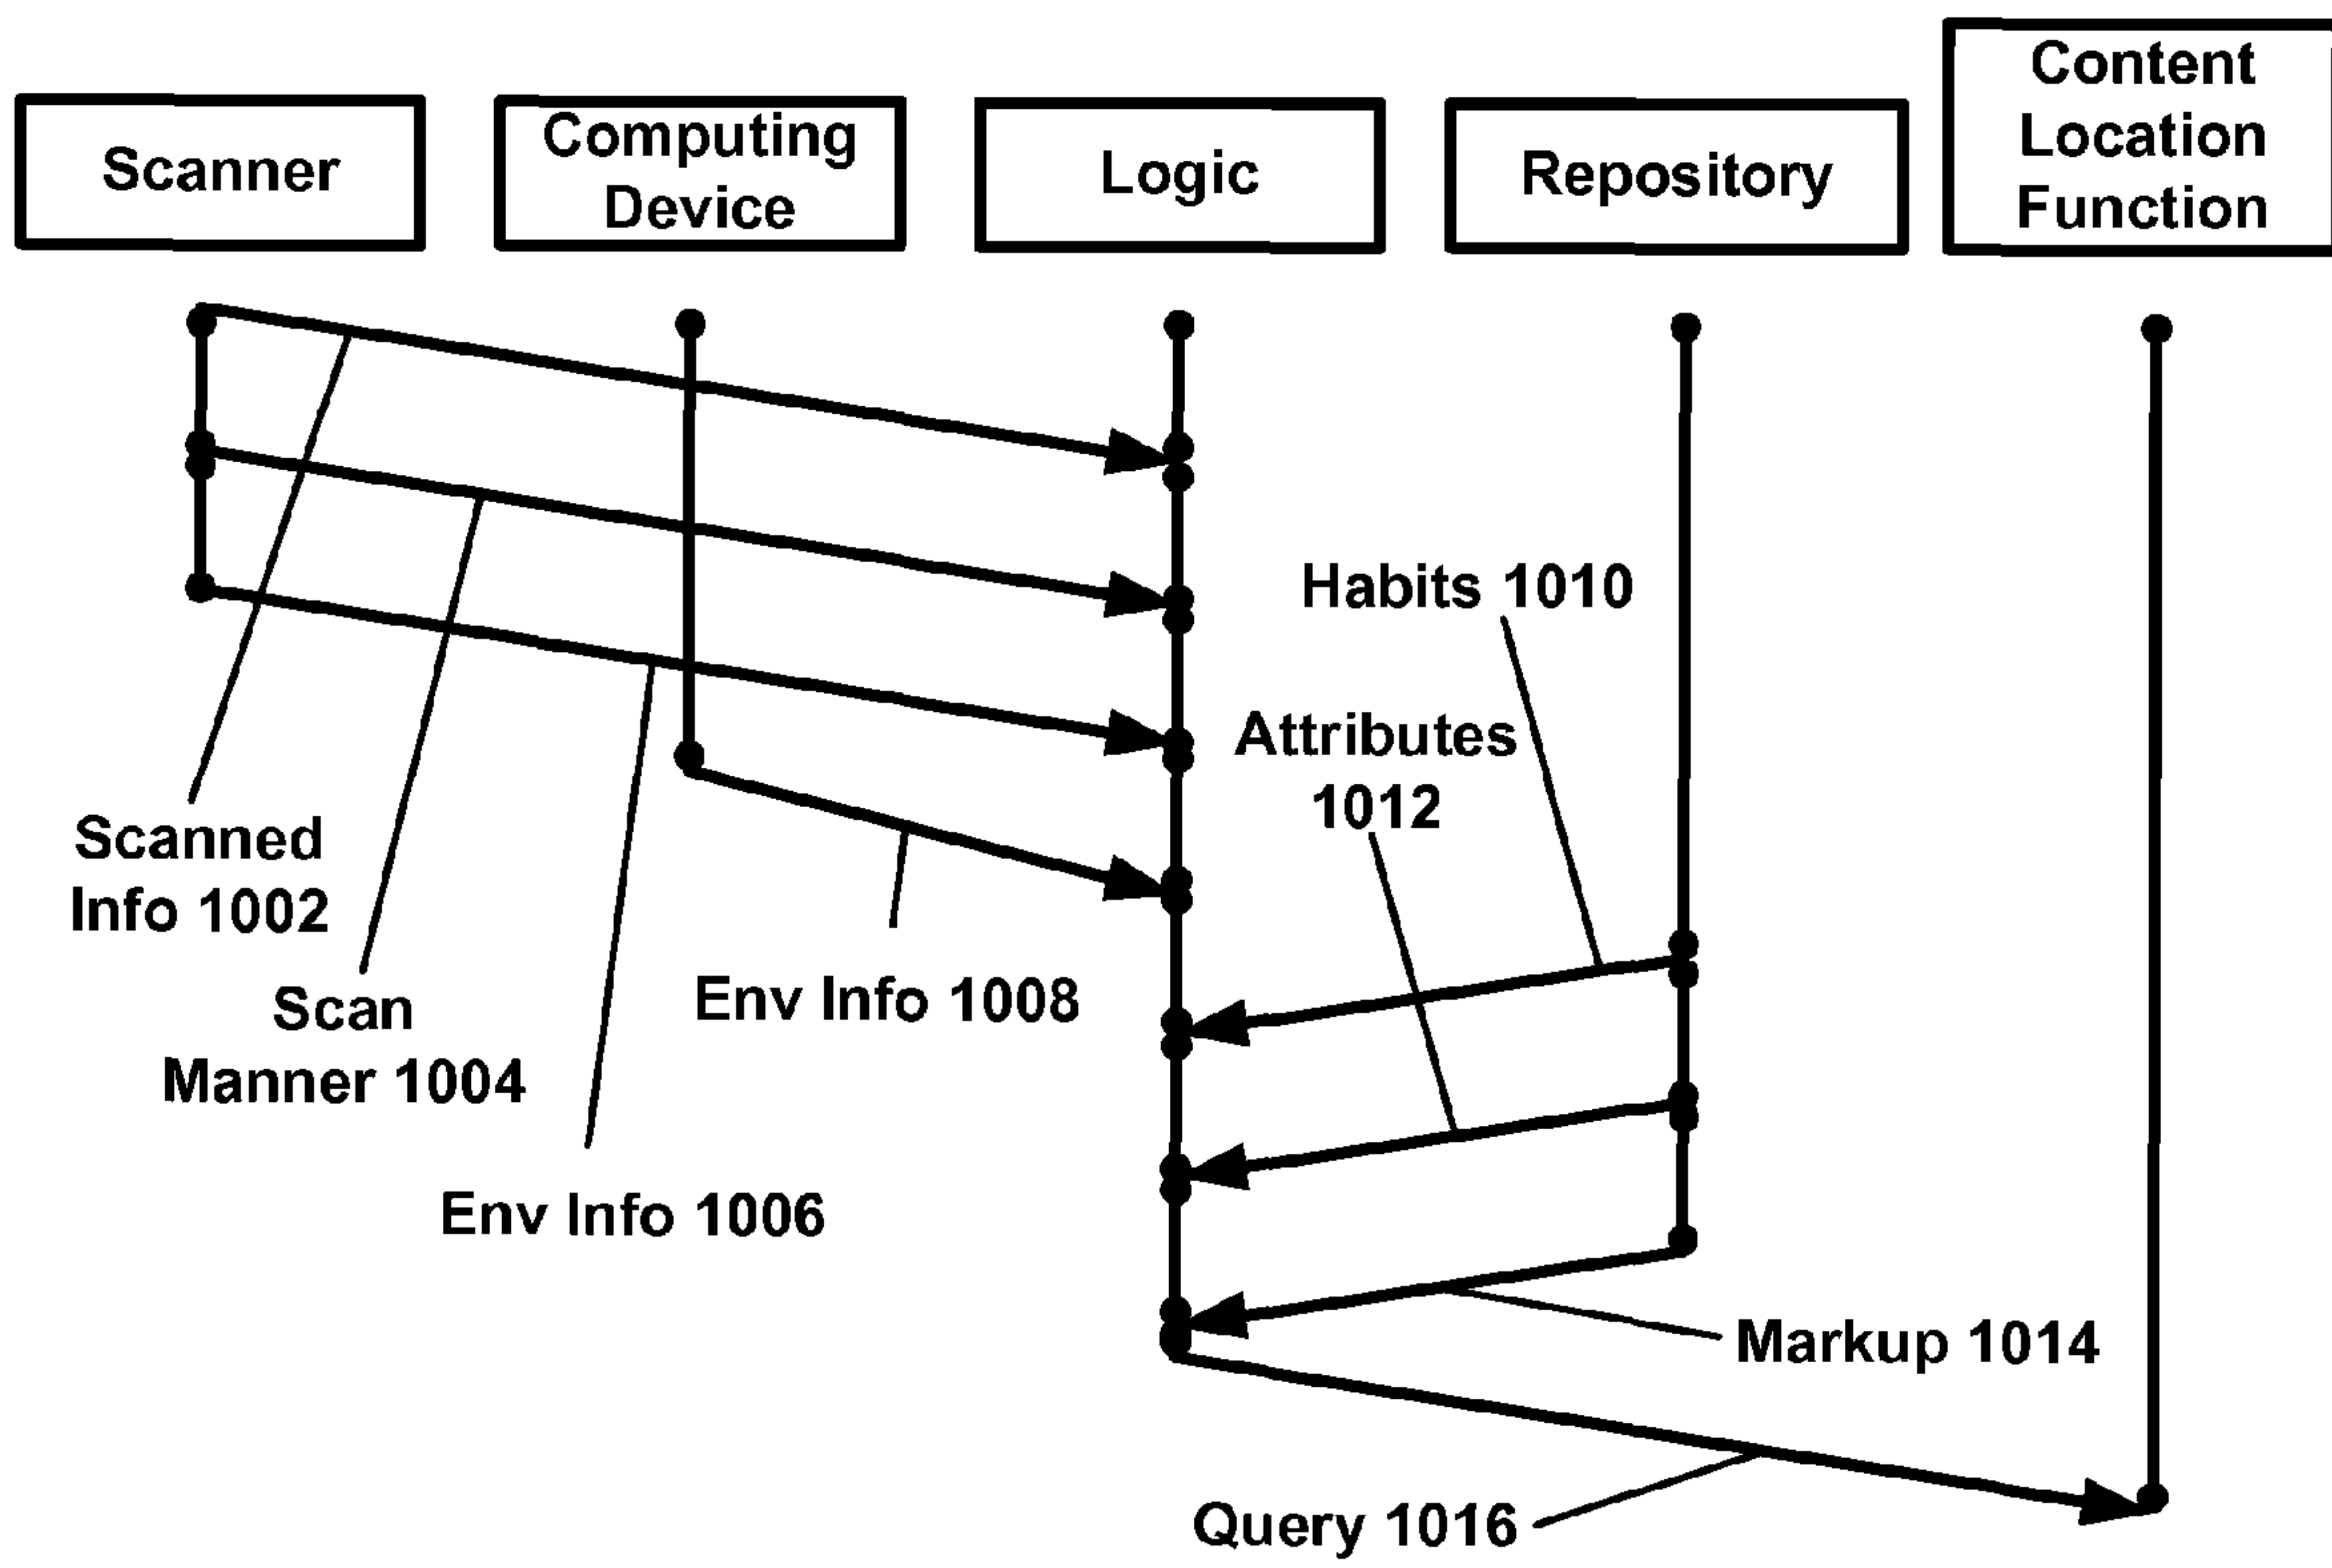 Scanner
Computing
Device
Logic
Repository
Content
Location
Function
Habits 1010
Attributes
1012
Scanned
Info 1002
Scan
Manner 1004
Env Info 1008
Env Info 1006
Markup 1014
Query 1016